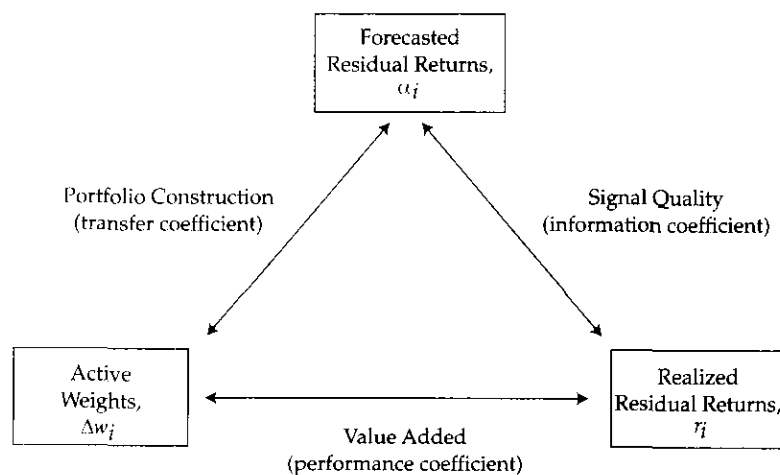 Forecasted
Residual Returns,
αi
Portfolio Construction
(transfer coefficient)
Signal Quality
(information coefficient)
Active
Weights,
Δwi
Realized
Residual Returns,
ri
Value Added
(performance coefficient)